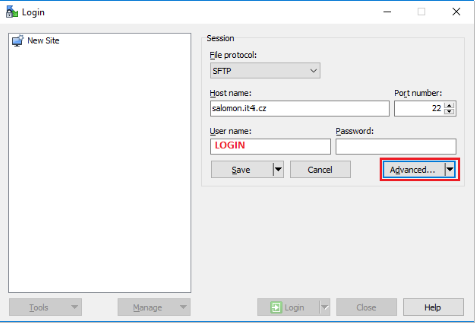 Login
New Site
Session
File protocol:
SFTP
Host name:
Port number:
salomon.it4.cz
22
User name:
Password:
LOGIN
Save
Cancel
Advanced...
Tools
Manage
Login
Close
Help